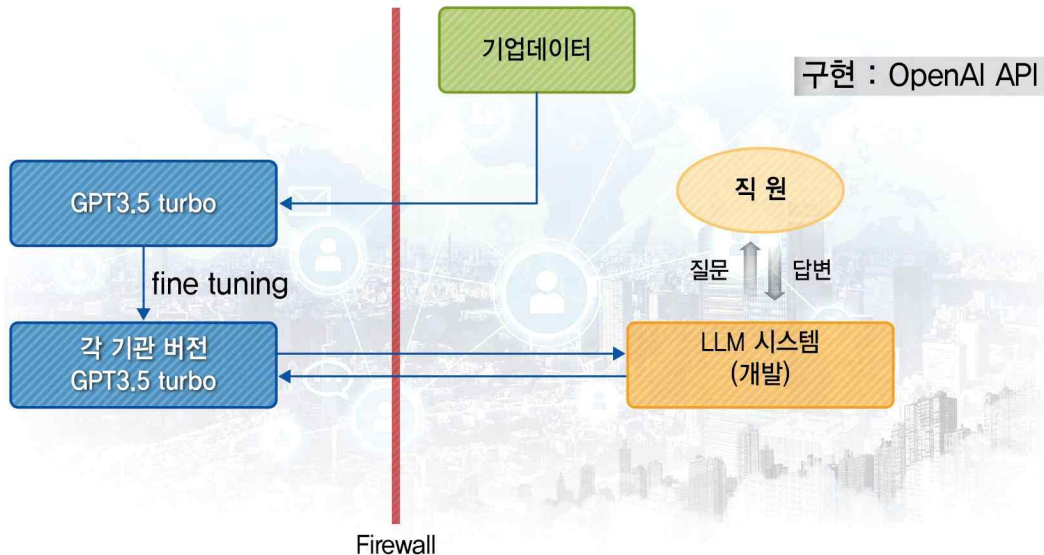 기업데이터
구현 : OpenAI API
GPT3.5 turbo
직 원
fine tuning
질문
답변
각 기관 버전
GPT3.5 turbo
LLM 시스템
(개발)
Firewall